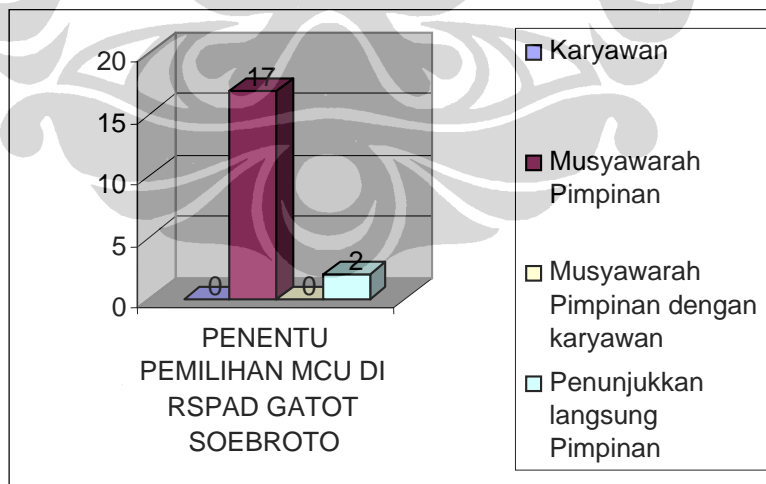 20
15
10
5
0
0
17
0
2
PENENTU
PEMILIHAN MCU DI
RSPAD GATOT
SOEBROTO
Karyawan
Musyawarah
Pimpinan
Musyawarah
Pimpinan dengan
karyawan
Penunjukkan
langsung
Pimpinan